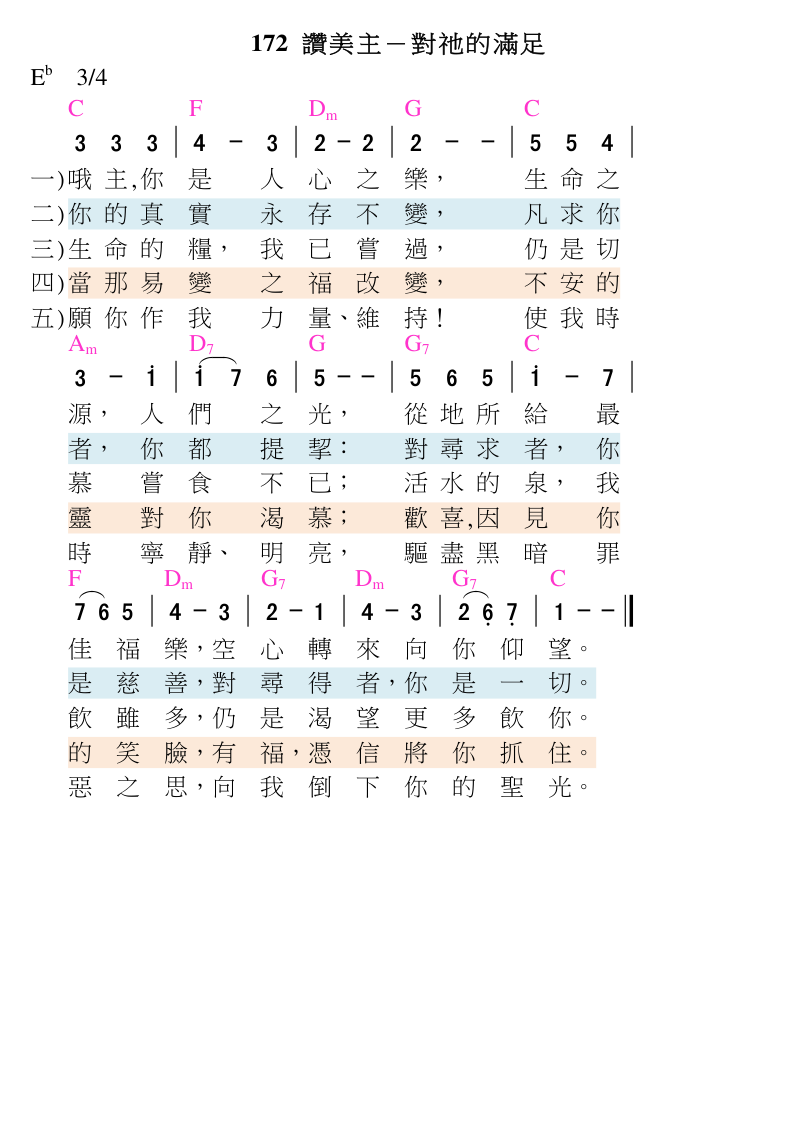 172 讚美主－對祂的滿足
E♭ 3/4
C F Dm G C
3 3 3 | 4 － 3 | 2 － 2 | 2 － － | 5 5 4 |
一)哦主,你是人心之樂，生命之
二)你的真實永存不變，凡求你
三)生命的糧，我已嘗過，仍是切
四)當那易變之福改變，不安的
五)願你作我力量、維持！使我時
Am D7 G G7 C
3 － i | i 7 6 | 5 － － | 5 6 5 | i － 7 |
源，人們之光，從地所給最
者，你都提挈：對尋求者，你
慕嘗食不已；活水的泉，我
靈對你渴慕；歡喜,因見你
時寧靜、明亮，驅盡黑暗罪
F Dm G7 Dm G7 C
7 6 5 | 4 － 3 | 2 － 1 | 4 － 3 | 2 6̣ 7̣ | 1 － － ‖
佳福樂，空心轉來向你仰望。
是慈善，對尋得者，你是一切。
飲雖多，仍是渴望更多飲你。
的笑臉，有福，憑信將你抓住。
惡之思，向我倒下你的聖光。